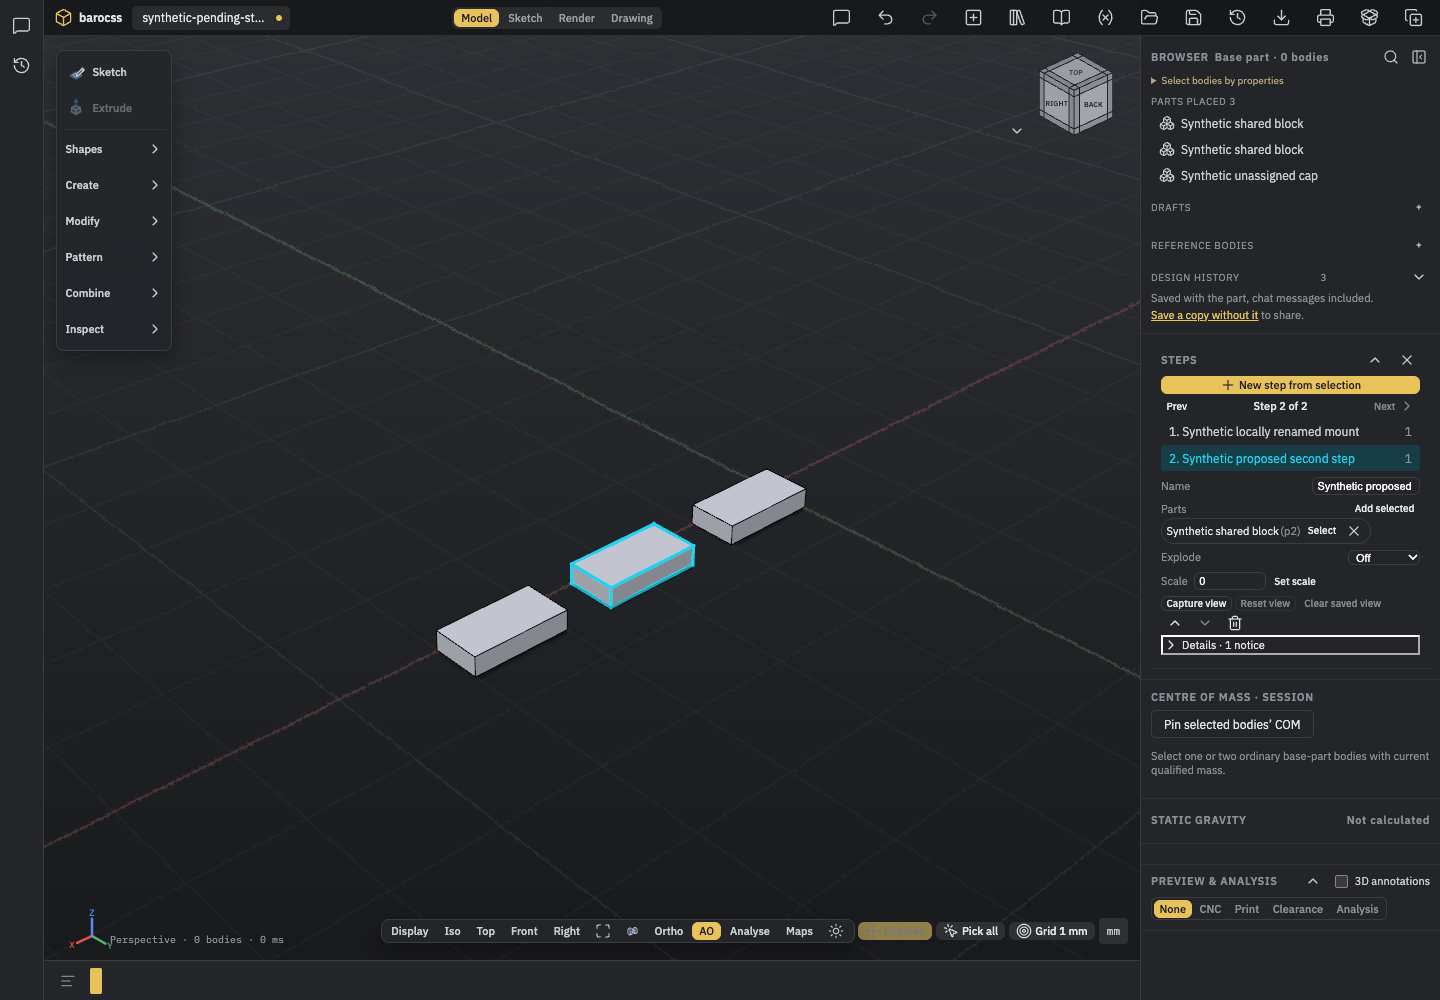 barocss
synthetic-pending-st...
Model Sketch Render Drawing
Sketch
Extrude
Shapes
Create
Modify
Pattern
Combine
Inspect
TOP
RIGHT
BACK
BROWSER Base part · 0 bodies
Select bodies by properties
PARTS PLACED 3
Synthetic shared block
Synthetic shared block
Synthetic unassigned cap
DRAFTS +
REFERENCE BODIES +
DESIGN HISTORY 3
Saved with the part, chat messages included.
Save a copy without it to share.
STEPS
New step from selection
Prev Step 2 of 2 Next
1. Synthetic locally renamed mount 1
2. Synthetic proposed second step 1
Name Synthetic proposed
Parts Add selected
Synthetic shared block (p2) Select
Explode Off
Scale 0 Set scale
Capture view Reset view Clear saved view
Details · 1 notice
CENTRE OF MASS · SESSION
Pin selected bodies’ COM
Select one or two ordinary base-part bodies with current
qualified mass.
STATIC GRAVITY Not calculated
PREVIEW & ANALYSIS 3D annotations
None CNC Print Clearance Analysis
Z
X
Y
Perspective · 0 bodies · 0 ms
Display Iso Top Front Right Ortho AO Analyse Maps Explode Pick all Grid 1 mm mm